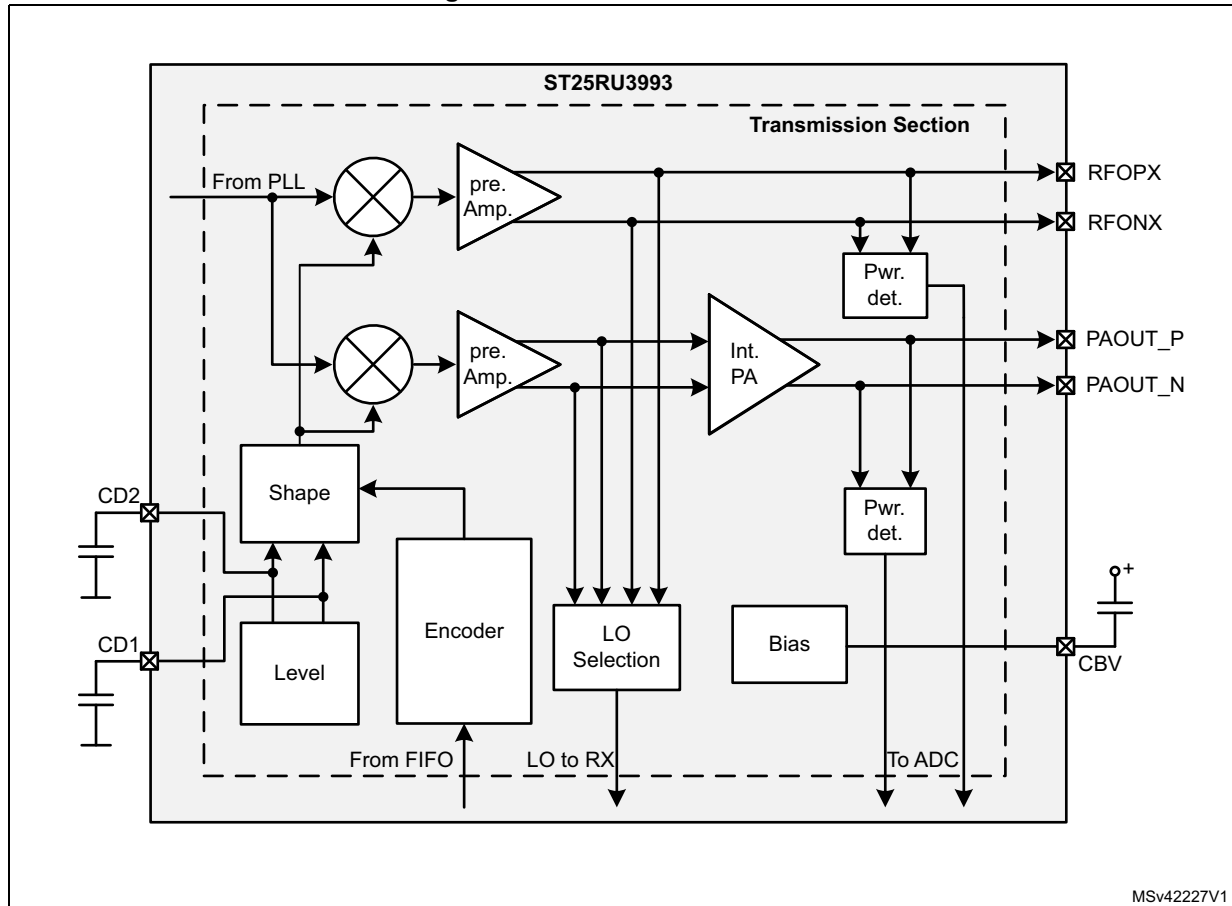 ST25RU3993
Transmission Section
From PLL
pre.
Amp.
RFOPX
RFONX
Pwr.
det.
pre.
Amp.
Int.
PA
PAOUT_P
PAOUT_N
CD2
Shape
Pwr.
det.
+
CD1
Level
Encoder
LO
Selection
Bias
CBV
From FIFO
LO to RX
To ADC
MSv42227V1